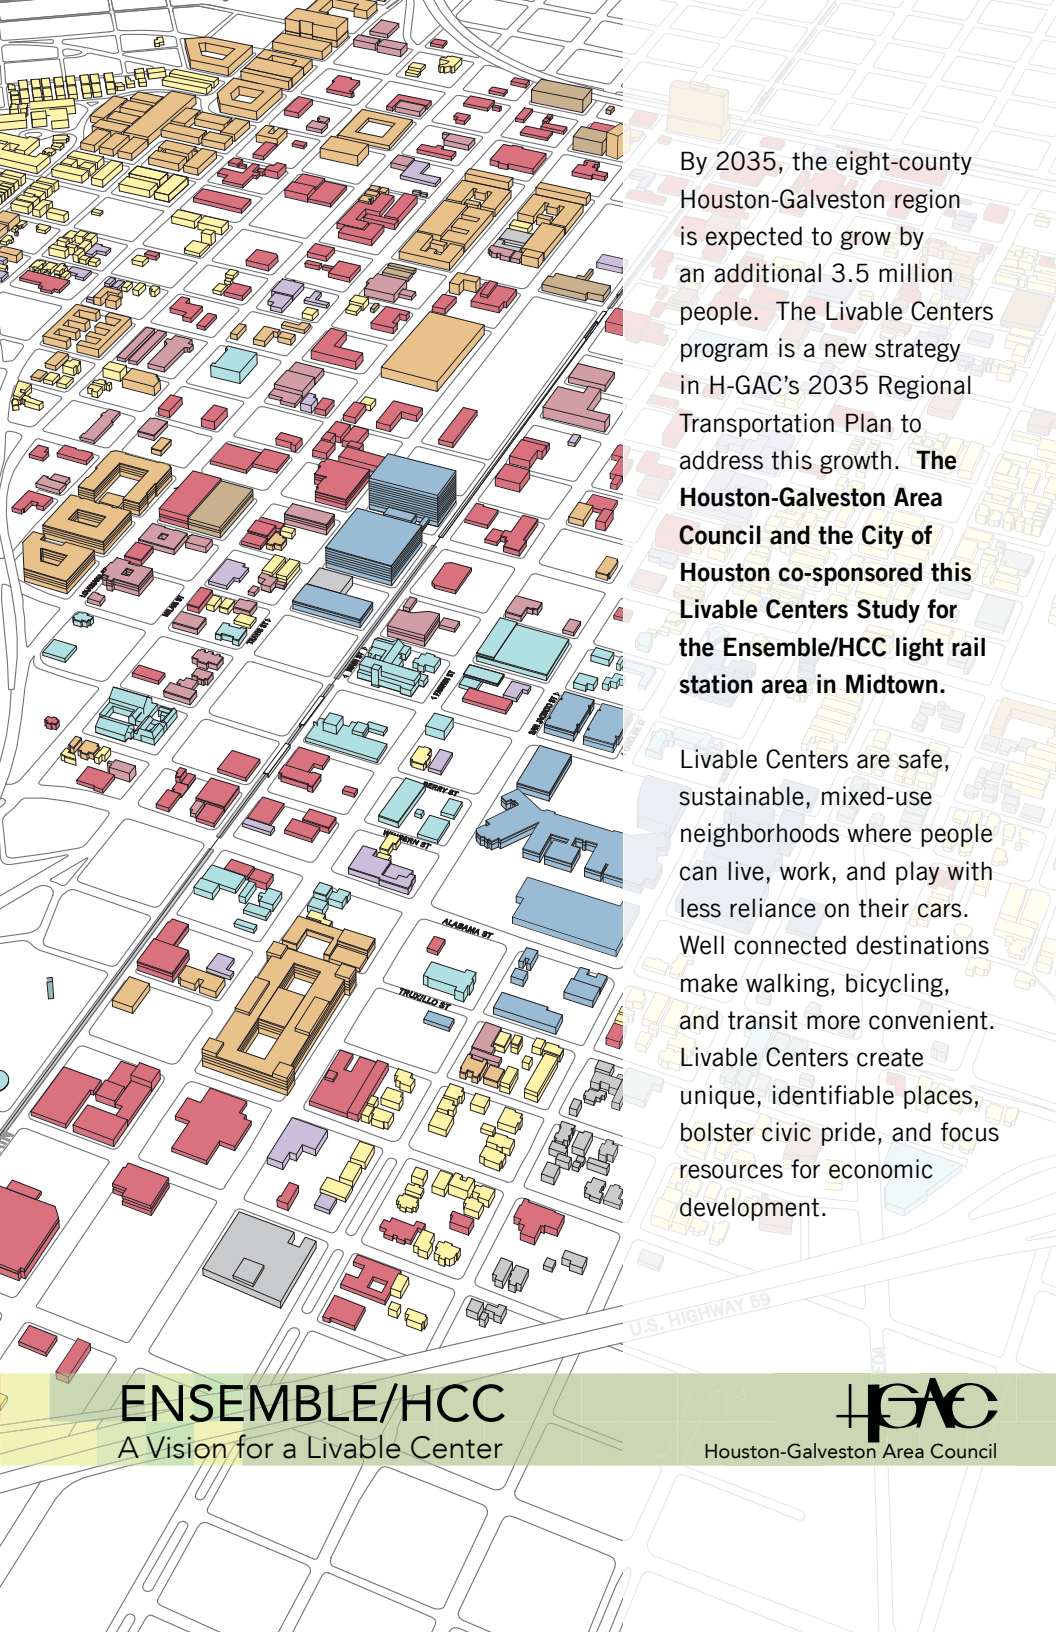 By 2035, the eight-county
Houston-Galveston region
is expected to grow by
an additional 3.5 million
people.  The Livable Centers
program is a new strategy
in H-GAC's 2035 Regional
Transportation Plan to
address this growth.  The
Houston-Galveston Area
Council and the City of
Houston co-sponsored this
Livable Centers Study for
the Ensemble/HCC light rail
station area in Midtown.
Livable Centers are safe,
sustainable, mixed-use
neighborhoods where people
can live, work, and play with
less reliance on their cars.
Well connected destinations
make walking, bicycling,
and transit more convenient.
Livable Centers create
unique, identifiable places,
bolster civic pride, and focus
resources for economic
development.
BERRY ST
ALABAMA ST
TRUXILLO ST
U.S. HIGHWAY 59
ENSEMBLE/HCC
A Vision for a Livable Center
HGAC
Houston-Galveston Area Council